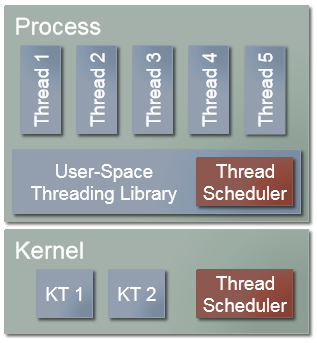 Process
Thread 1
Thread 2
Thread 3
Thread 4
Thread 5
User-Space
Threading Library
Thread
Scheduler
Kernel
KT 1
KT 2
Thread
Scheduler